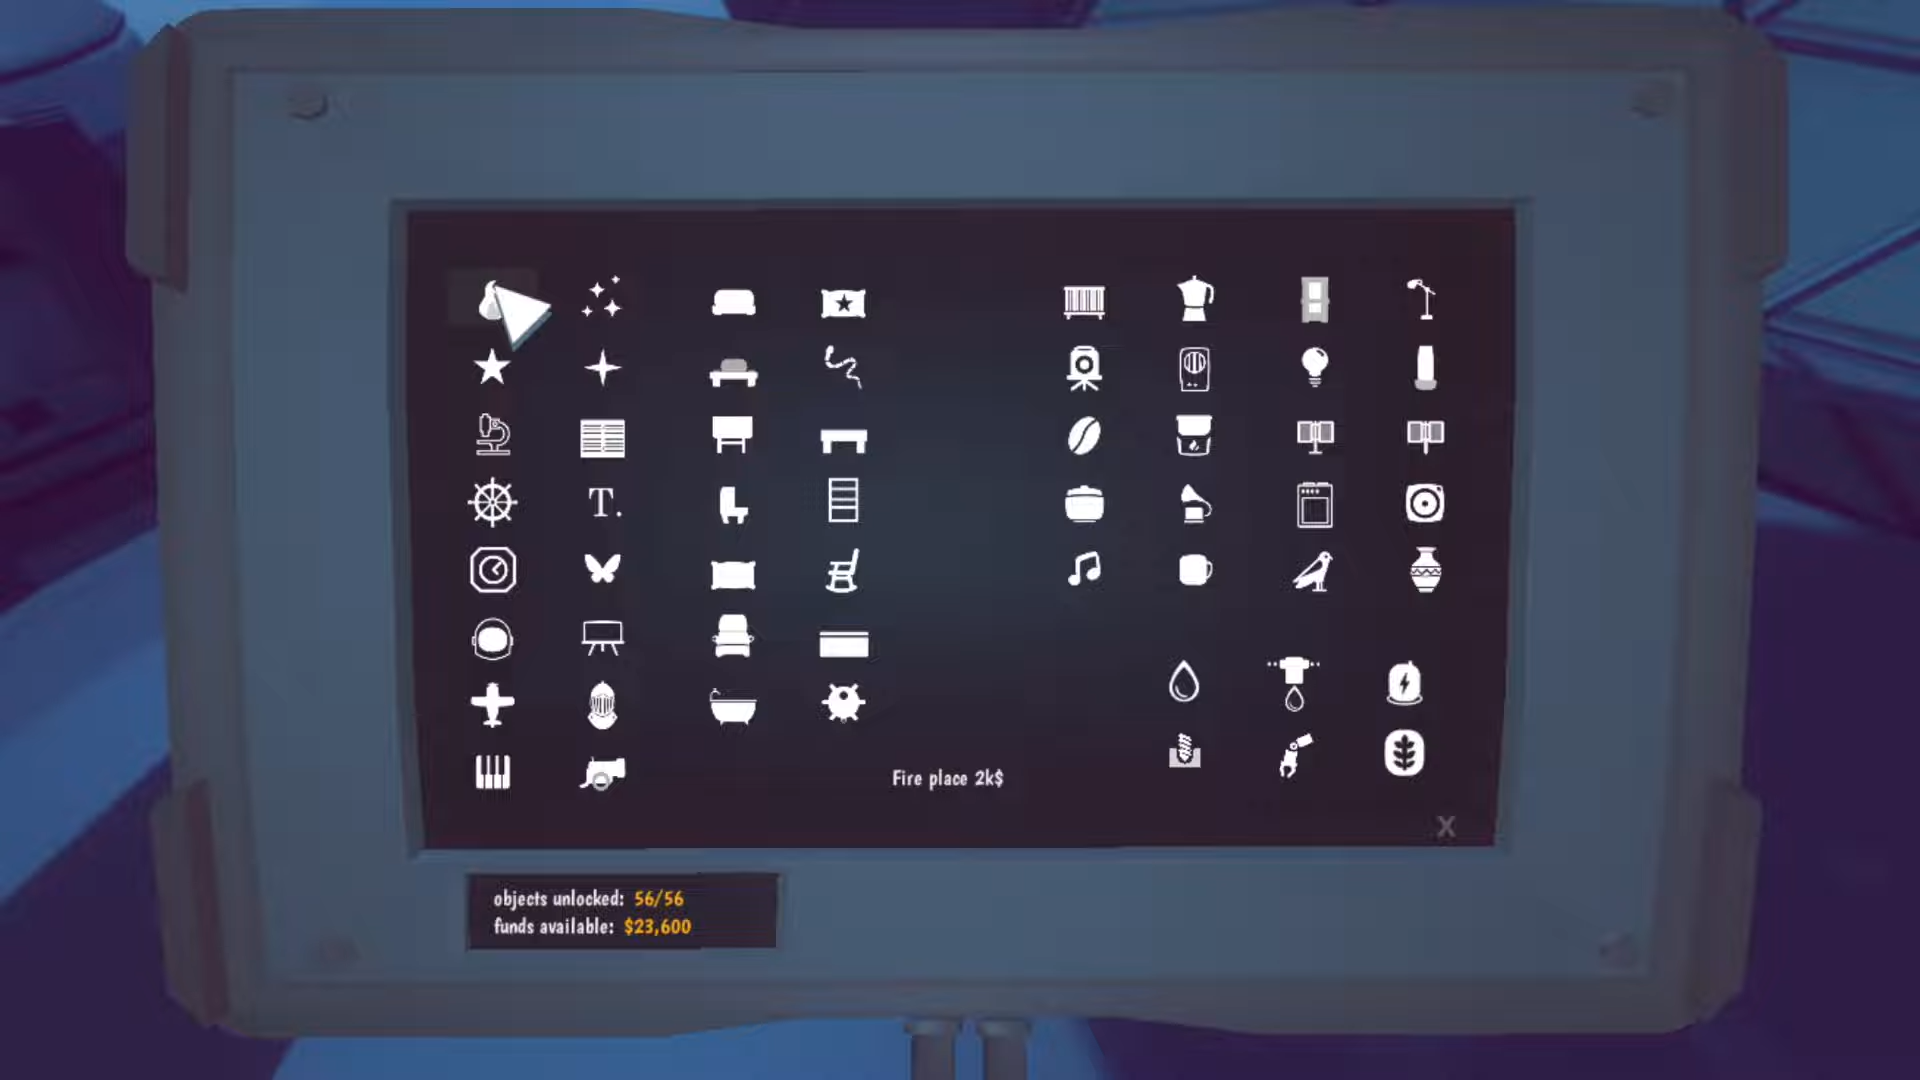 T.
Fire place 2k$
X
objects unlocked: 56/56
funds available: $23,600